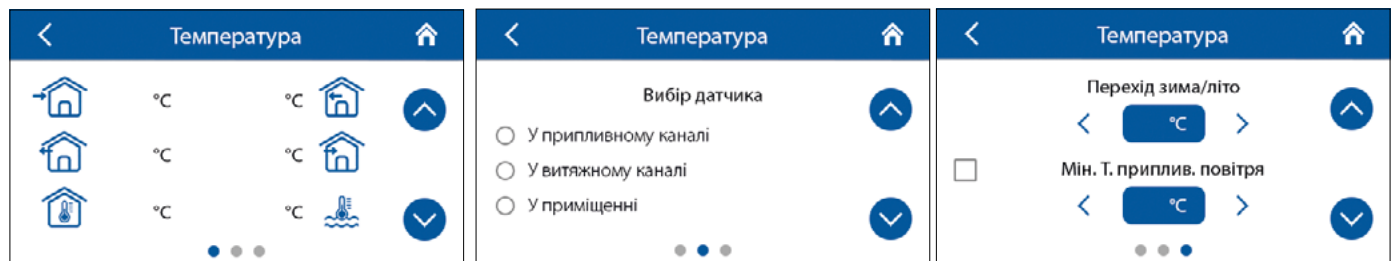 Температура
°C °C
°C °C
°C °C
Температура
Вибір датчика
У припливному каналі
У витяжному каналі
У приміщенні
Температура
Перехід зима/літо
°C
Мін. Т. приплив. повітря
°C